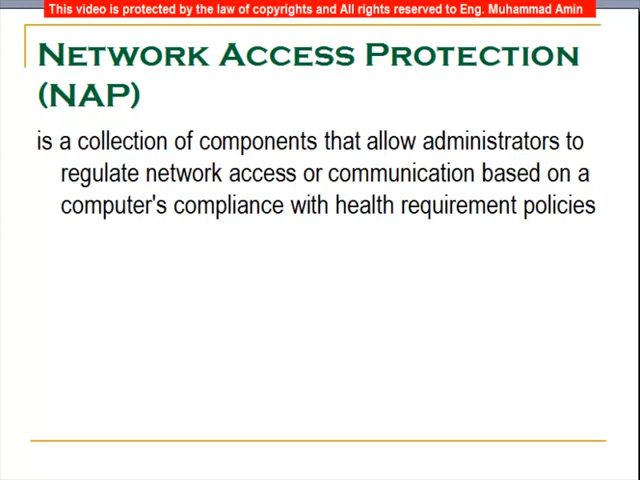 This video is protected by the law of copyrights and All rights reserved to Eng. Muhammad Amin
NETWORK ACCESS PROTECTION
(NAP)
is a collection of components that allow administrators to
regulate network access or communication based on a
computer's compliance with health requirement policies